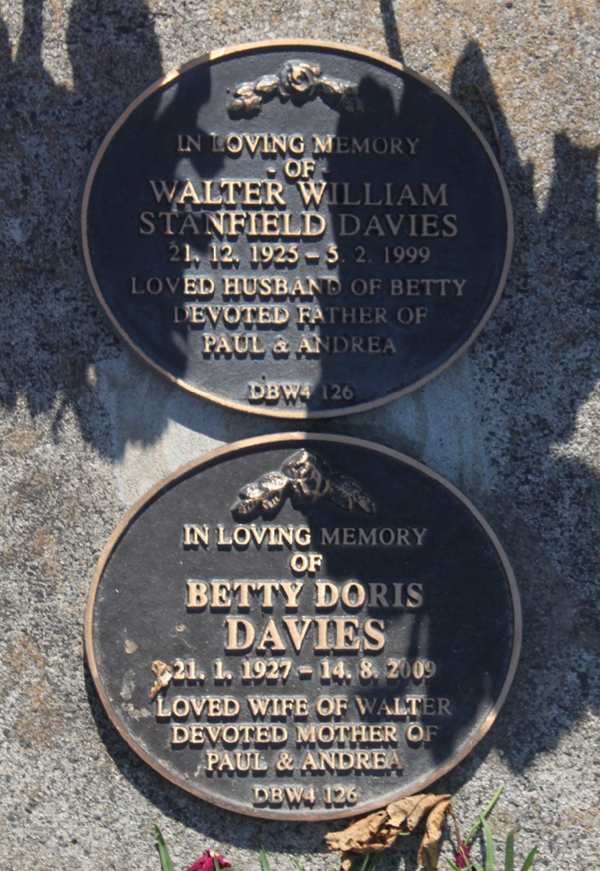 IN LOVING MEMORY
OF
WALTER WILLIAM
STANFIELD DAVIES
21. 12. 1925 – 5. 2. 1999
LOVED HUSBAND OF BETTY
DEVOTED FATHER OF
PAUL & ANDREA
DBW4 126
IN LOVING MEMORY
OF
BETTY DORIS
DAVIES
21. 1. 1927 – 14. 8. 2009
LOVED WIFE OF WALTER
DEVOTED MOTHER OF
PAUL & ANDREA
DBW4 126